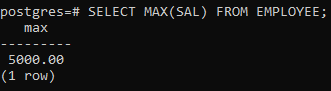 postgres=# SELECT MAX(SAL) FROM EMPLOYEE;
   max
---------
 5000.00
(1 row)